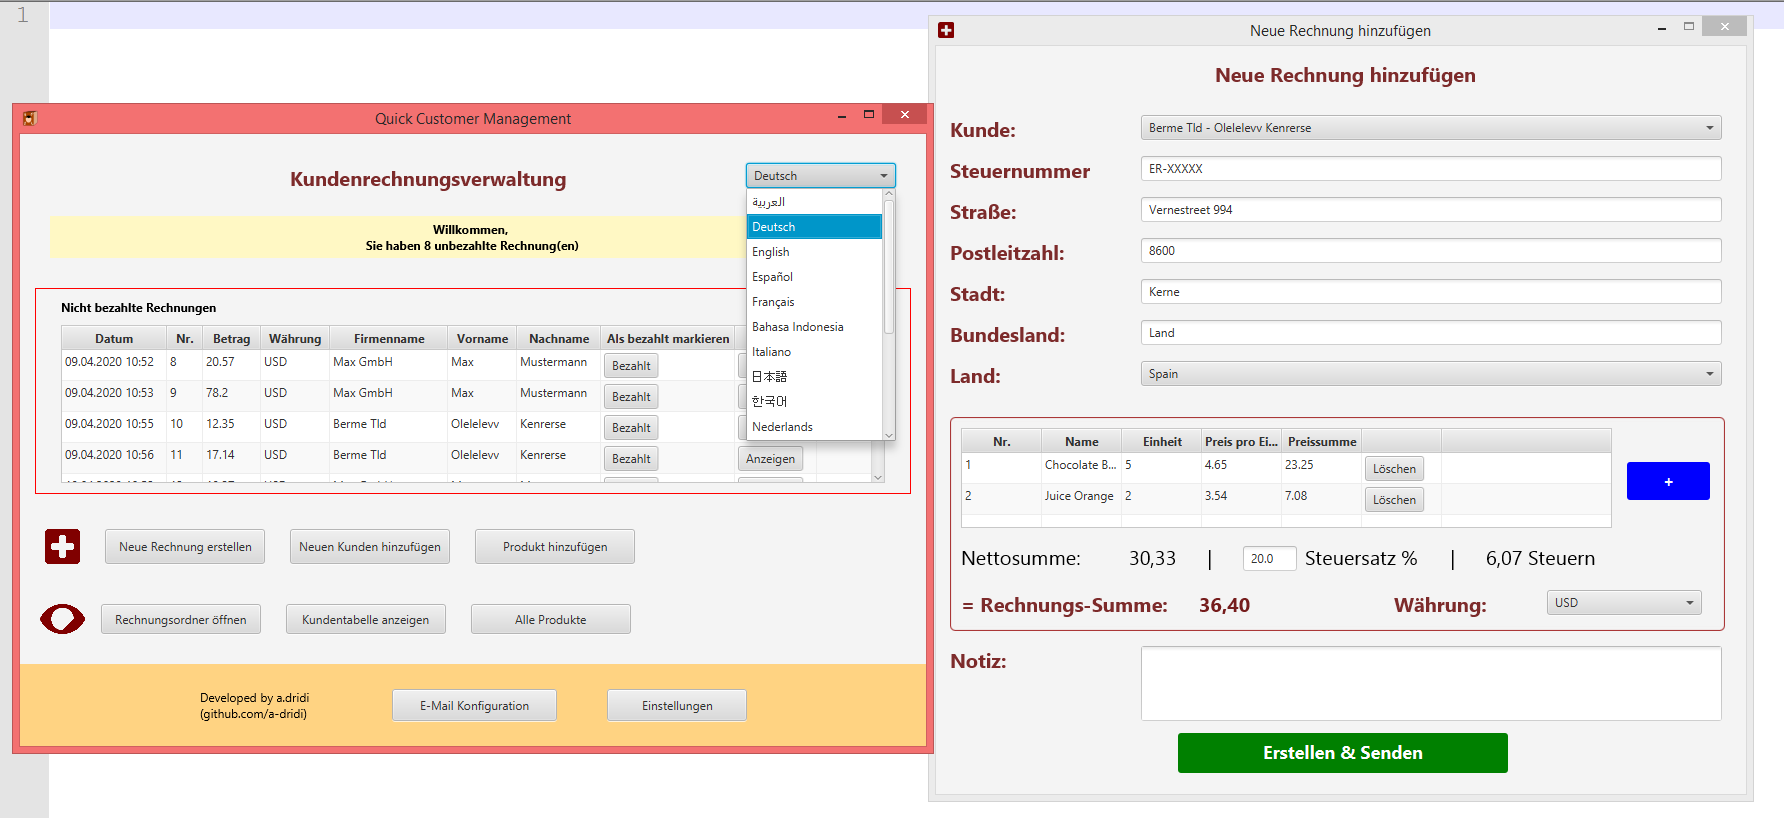 1
Quick Customer Management
Kundenrechnungsverwaltung
Deutsch
العربية
Deutsch
English
Español
Français
Bahasa Indonesia
Italiano
日本語
한국어
Nederlands
Willkommen,
Sie haben 8 unbezahlte Rechnung(en)
Nicht bezahlte Rechnungen
Datum Nr. Betrag Währung Firmenname Vorname Nachname Als bezahlt markieren
09.04.2020 10:52 8 20.57 USD Max GmbH Max Mustermann Bezahlt
09.04.2020 10:53 9 78.2 USD Max GmbH Max Mustermann Bezahlt
09.04.2020 10:55 10 12.35 USD Berme Tld Olelelevv Kenrerse Bezahlt
09.04.2020 10:56 11 17.14 USD Berme Tld Olelelevv Kenrerse Bezahlt Anzeigen
Neue Rechnung erstellen Neuen Kunden hinzufügen Produkt hinzufügen
Rechnungsordner öffnen Kundentabelle anzeigen Alle Produkte
Developed by a.dridi
(github.com/a-dridi)
E-Mail Konfiguration Einstellungen
Neue Rechnung hinzufügen
Neue Rechnung hinzufügen
Kunde: Berme Tld - Olelelevv Kenrerse
Steuernummer ER-XXXXX
Straße: Vernestreet 994
Postleitzahl: 8600
Stadt: Kerne
Bundesland: Land
Land: Spain
Nr. Name Einheit Preis pro Ei... Preissumme
1 Chocolate B... 5 4.65 23.25 Löschen
2 Juice Orange 2 3.54 7.08 Löschen
+
Nettosumme: 30,33 | 20.0 Steuersatz % | 6,07 Steuern
= Rechnungs-Summe: 36,40 Währung: USD
Notiz:
Erstellen & Senden